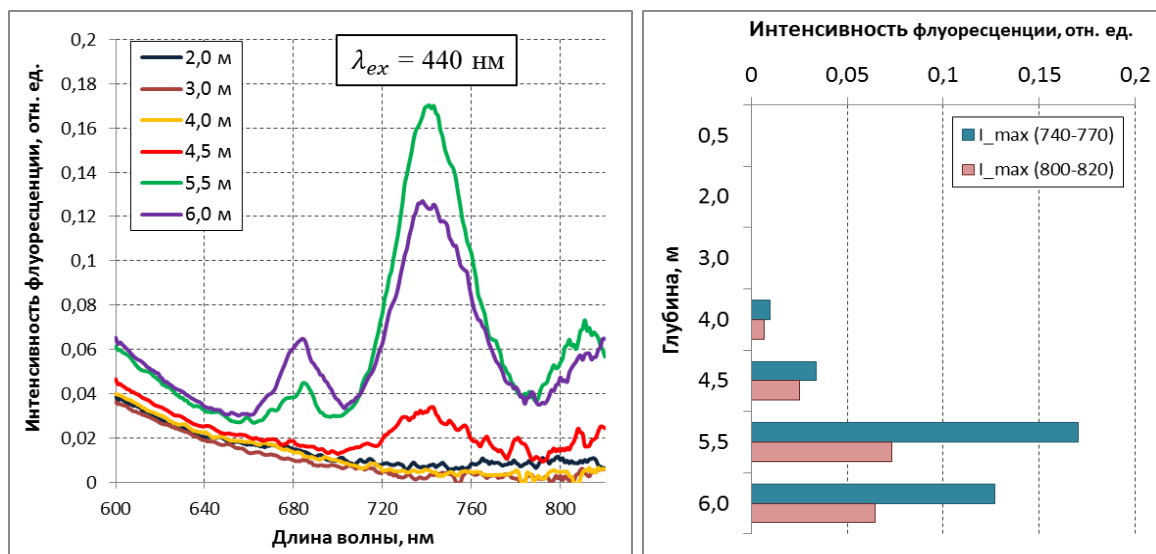 Интенсивность флуоресценции, отн. ед.
0,2
0,18
0,16
0,14
0,12
0,1
0,08
0,06
0,04
0,02
0
2,0 м
3,0 м
4,0 м
4,5 м
5,5 м
6,0 м
λex = 440 нм
600 640 680 720 760 800
Длина волны, нм
Интенсивность флуоресценции, отн. ед.
0 0,05 0,1 0,15 0,2
Глубина, м
0,5
2,0
3,0
4,0
4,5
5,5
6,0
I_max (740-770)
I_max (800-820)